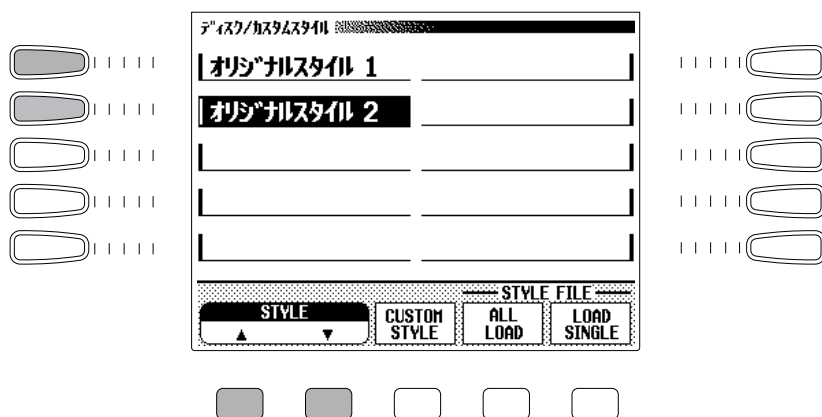 ディスク/カスタムスタイル
オリジナルスタイル 1
オリジナルスタイル 2
STYLE FILE
STYLE
▲ ▼
CUSTOM
STYLE
ALL
LOAD
LOAD
SINGLE